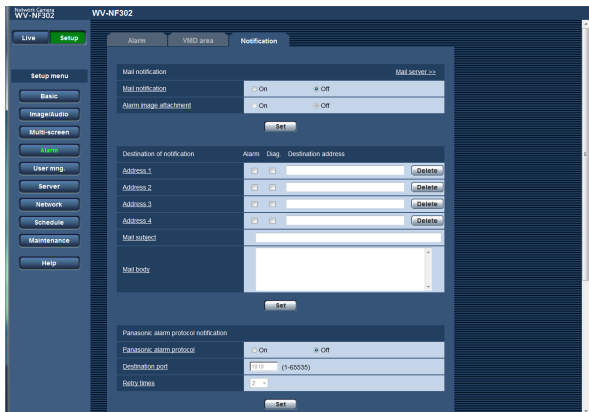 Network Camera
WV-NF302
WV-NF302
Live Setup
Alarm VMD area Notification
Setup menu
Basic
Image/Audio
Multi-screen
Alarm
User mng.
Server
Network
Schedule
Maintenance
Help
Mail notification Mail server >>
Mail notification On Off
Alarm image attachment On Off
Set
Destination of notification Alarm Diag. Destination address
Address 1 Delete
Address 2 Delete
Address 3 Delete
Address 4 Delete
Mail subject
Mail body
Set
Panasonic alarm protocol notification
Panasonic alarm protocol On Off
Destination port 1818 (1-65535)
Retry times 2
Set